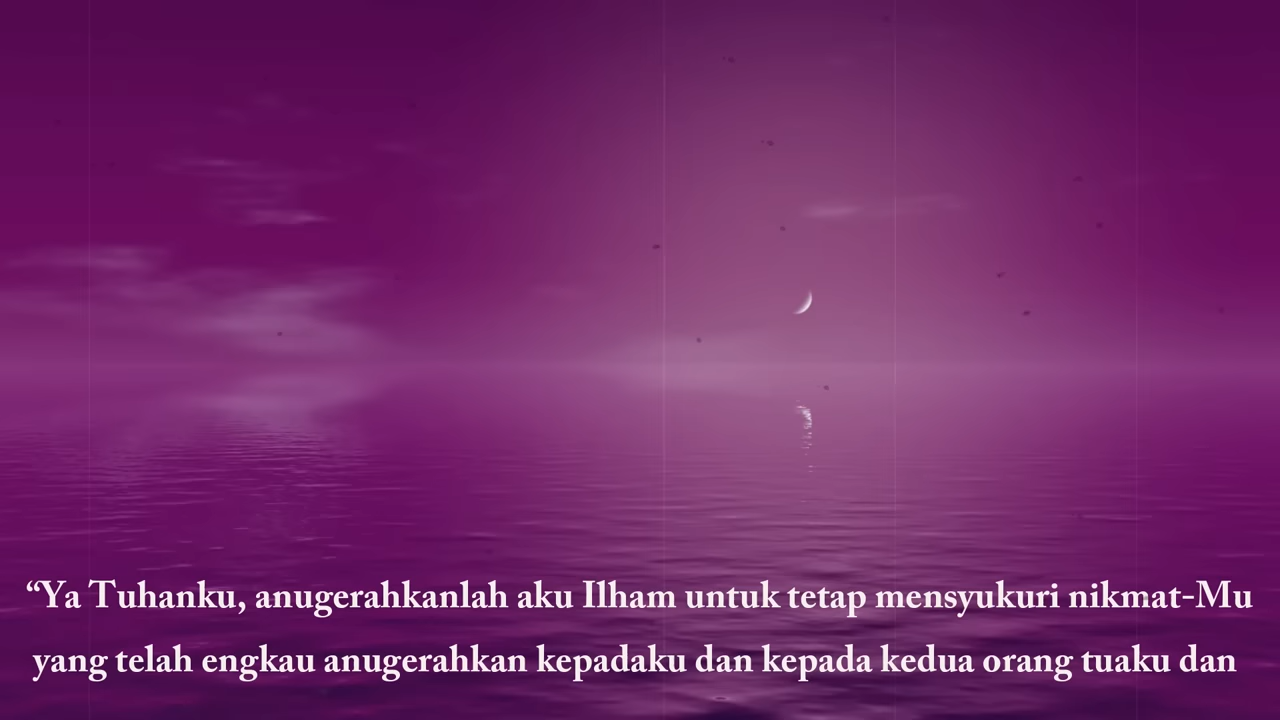 “Ya Tuhanku, anugerahkanlah aku Ilham untuk tetap mensyukuri nikmat-Mu
yang telah engkau anugerahkan kepadaku dan kepada kedua orang tuaku dan